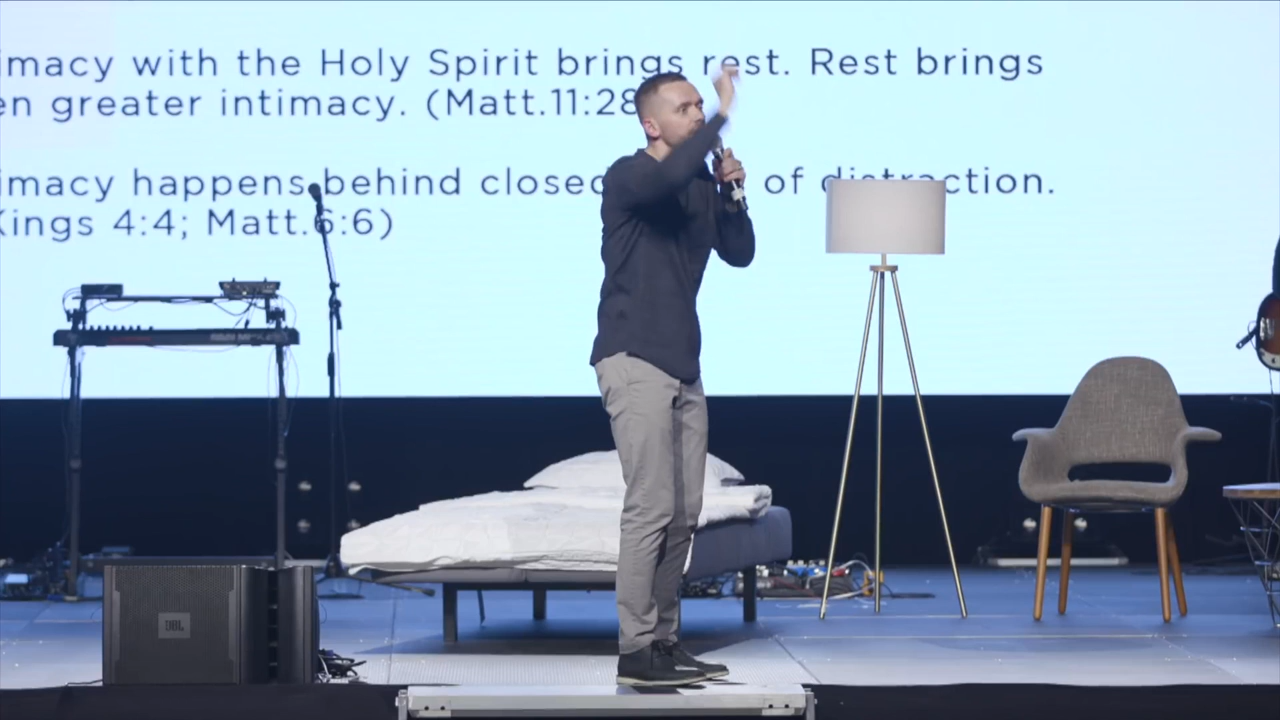 imacy with the Holy Spirit brings rest. Rest brings
en greater intimacy. (Matt.11:28
imacy happens behind closed of distraction.
Kings 4:4; Matt.6:6)
JBL